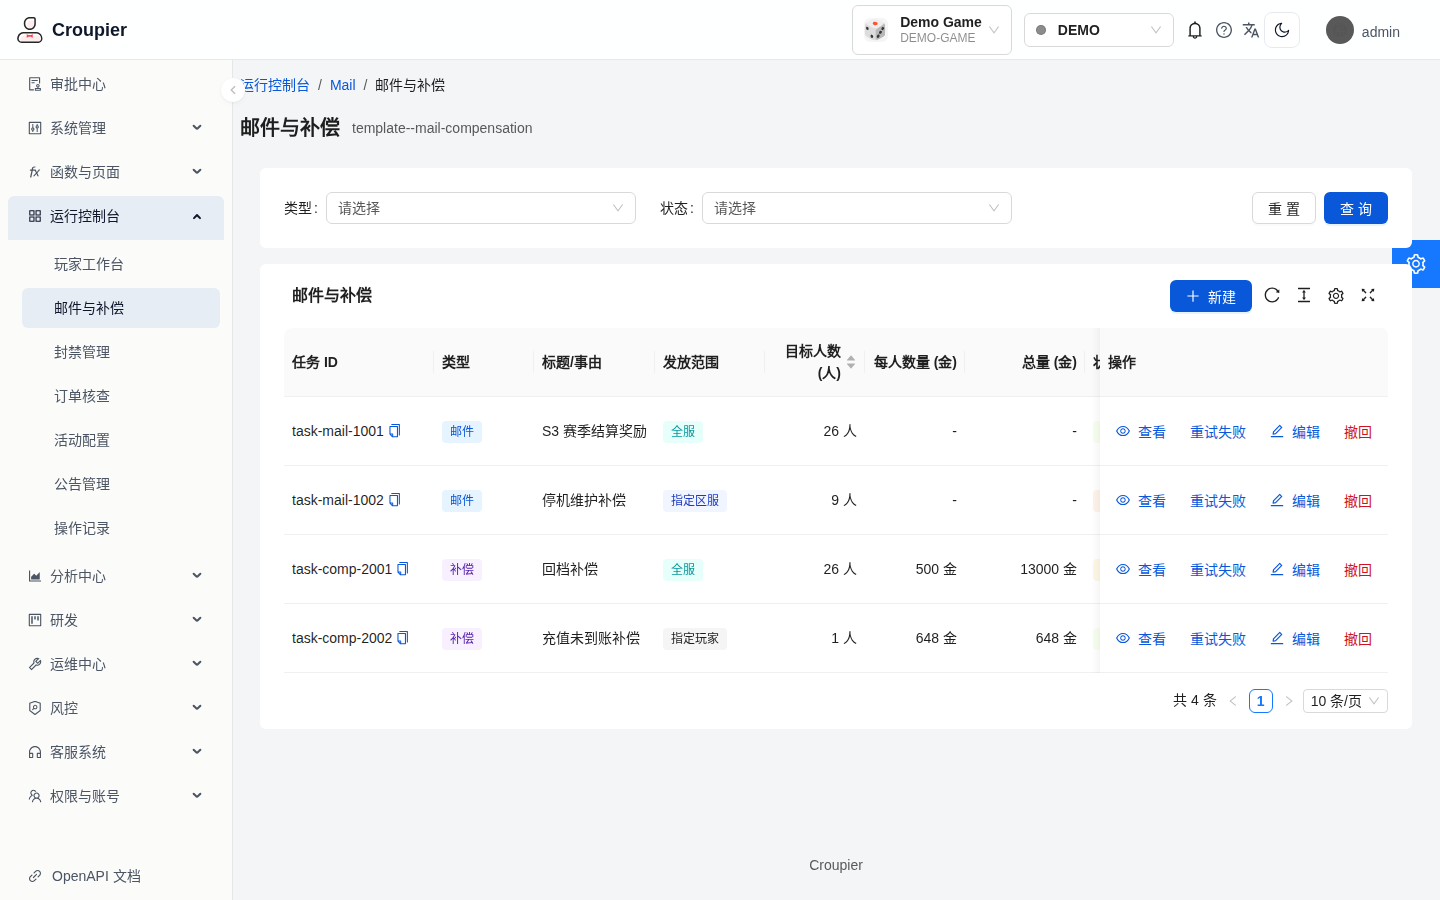 Croupier
Demo Game
DEMO-GAME
DEMO
admin
审批中心
系统管理
函数与页面
运行控制台
玩家工作台
邮件与补偿
封禁管理
订单核查
活动配置
公告管理
操作记录
分析中心
研发
运维中心
风控
客服系统
权限与账号
OpenAPI 文档
运行控制台 / Mail / 邮件与补偿
邮件与补偿 template--mail-compensation
类型: 请选择 状态: 请选择 重 置 查 询
邮件与补偿 新建
任务 ID 类型 标题/事由 发放范围 目标人数 (人) 每人数量 (金) 总量 (金) 操作
task-mail-1001 邮件 S3 赛季结算奖励 全服 26 人 - - 查看 重试失败 编辑 撤回
task-mail-1002 邮件 停机维护补偿 指定区服 9 人 - - 查看 重试失败 编辑 撤回
task-comp-2001 补偿 回档补偿 全服 26 人 500 金 13000 金 查看 重试失败 编辑 撤回
task-comp-2002 补偿 充值未到账补偿 指定玩家 1 人 648 金 648 金 查看 重试失败 编辑 撤回
共 4 条 1 10 条/页
Croupier